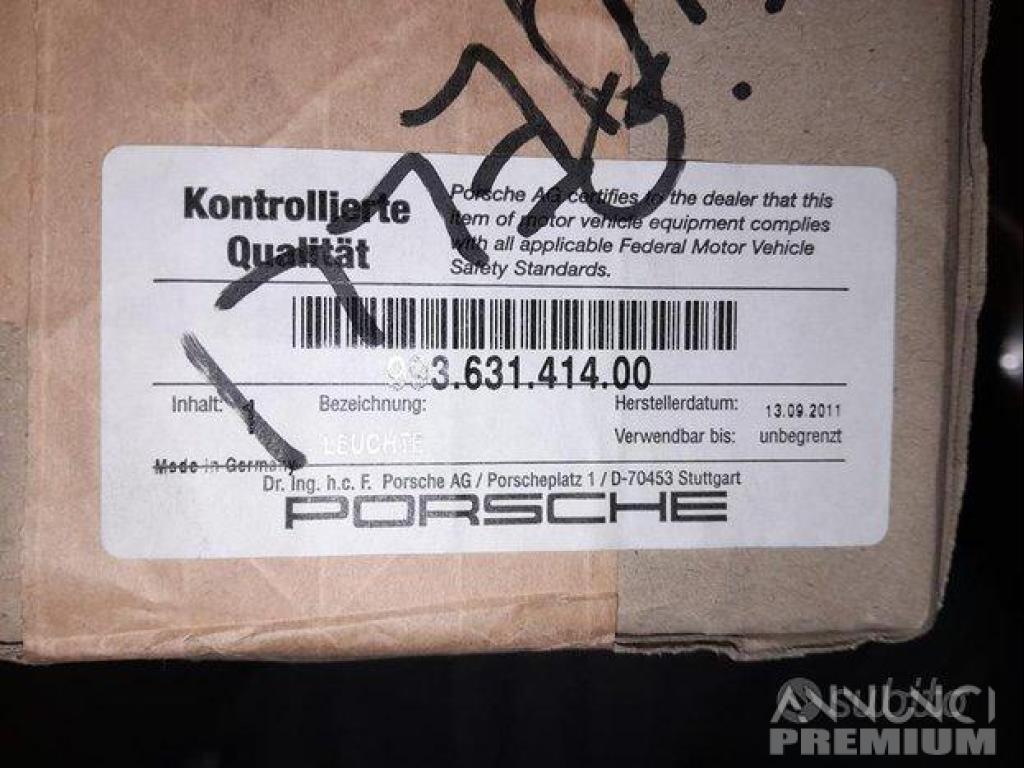 Kontrollierte
Qualität
Porsche AG certifies to the dealer that this
item of motor vehicle equipment complies
with all applicable Federal Motor Vehicle
Safety Standards.
993.631.414.00
Inhalt: 1
Bezeichnung:
LEUCHTE
Herstellerdatum: 13.09.2011
Verwendbar bis: unbegrenzt
Made in Germany
Dr. Ing. h.c. F. Porsche AG / Porscheplatz 1 / D-70453 Stuttgart
PORSCHE
subito
ANNUNCI
PREMIUM